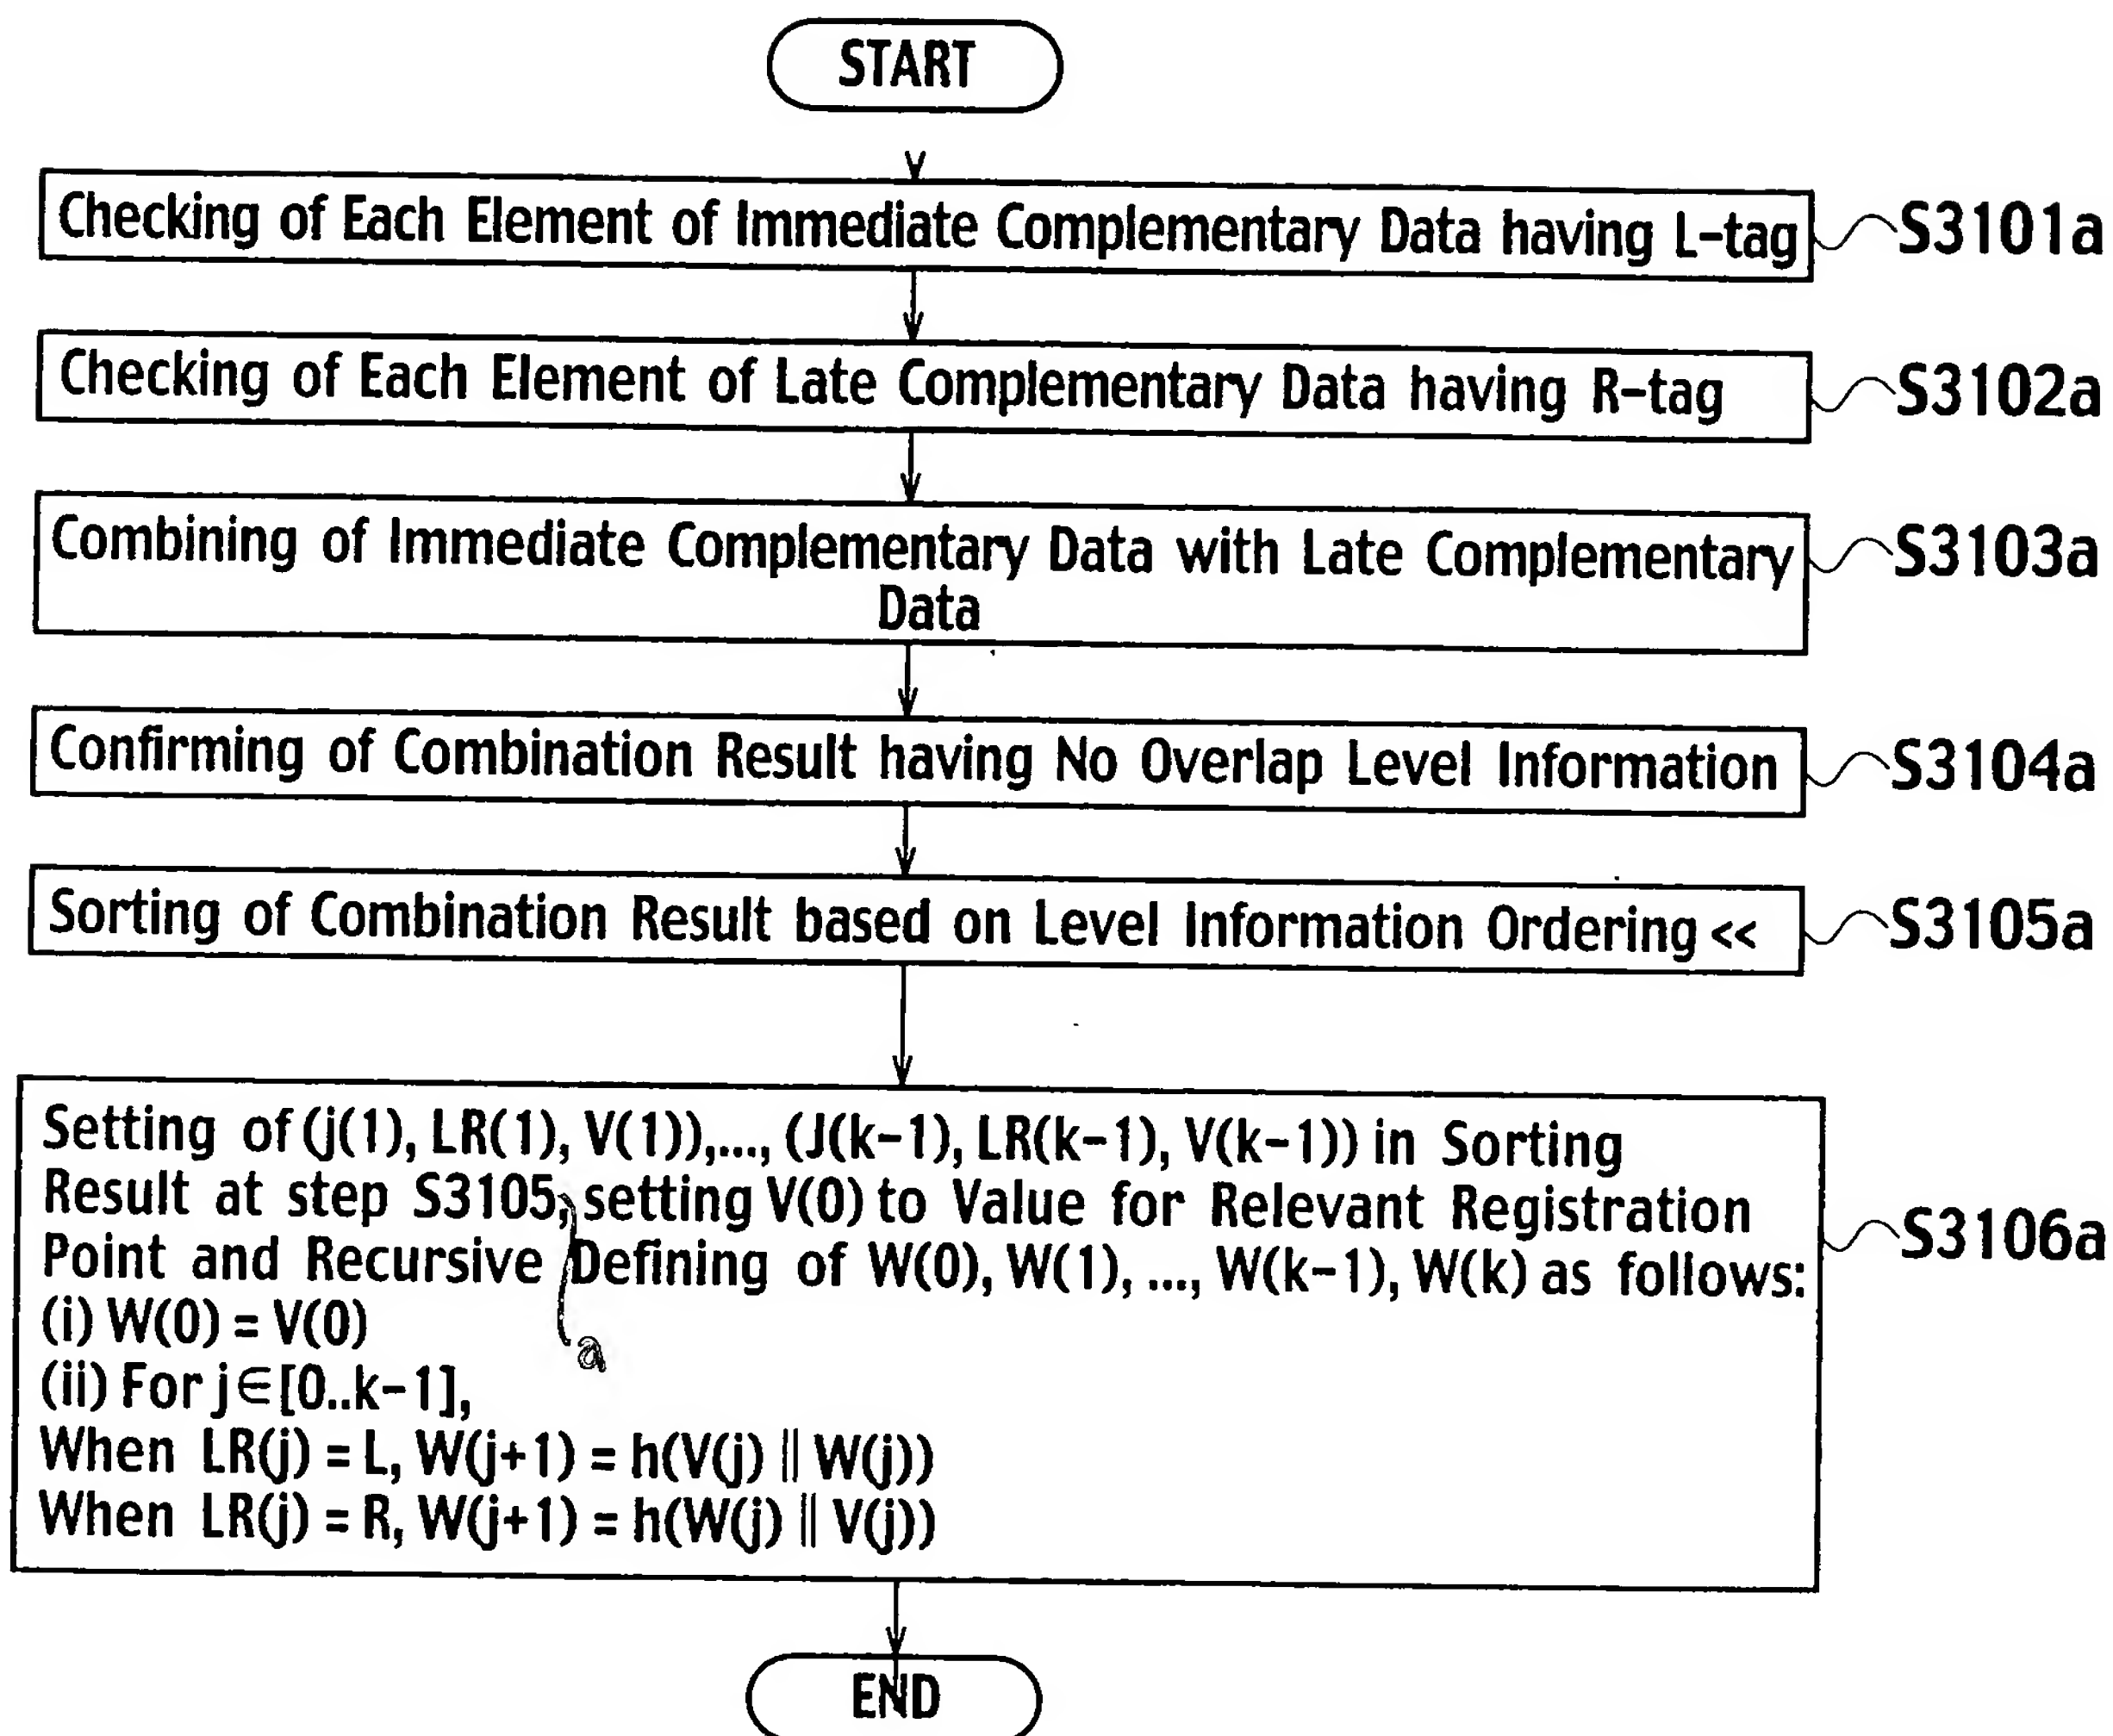 START
Checking of Each Element of Immediate Complementary Data having L-tag
S3101a
Checking of Each Element of Late Complementary Data having R-tag
S3102a
Combining of Immediate Complementary Data with Late Complementary
Data
S3103a
Confirming of Combination Result having No Overlap Level Information
S3104a
Sorting of Combination Result based on Level Information Ordering <<
S3105a
Setting of (j(1), LR(1), V(1)),..., (J(k-1), LR(k-1), V(k-1)) in Sorting
Result at step S3105, setting V(0) to Value for Relevant Registration
Point and Recursive Defining of W(0), W(1), ..., W(k-1), W(k) as follows:
S3106a
(i) W(0) = V(0)
a
(ii) For j∈[0..k-1],
When LR(j) = L, W(j+1) = h(V(j) || W(j))
When LR(j) = R, W(j+1) = h(W(j) || V(j))
END